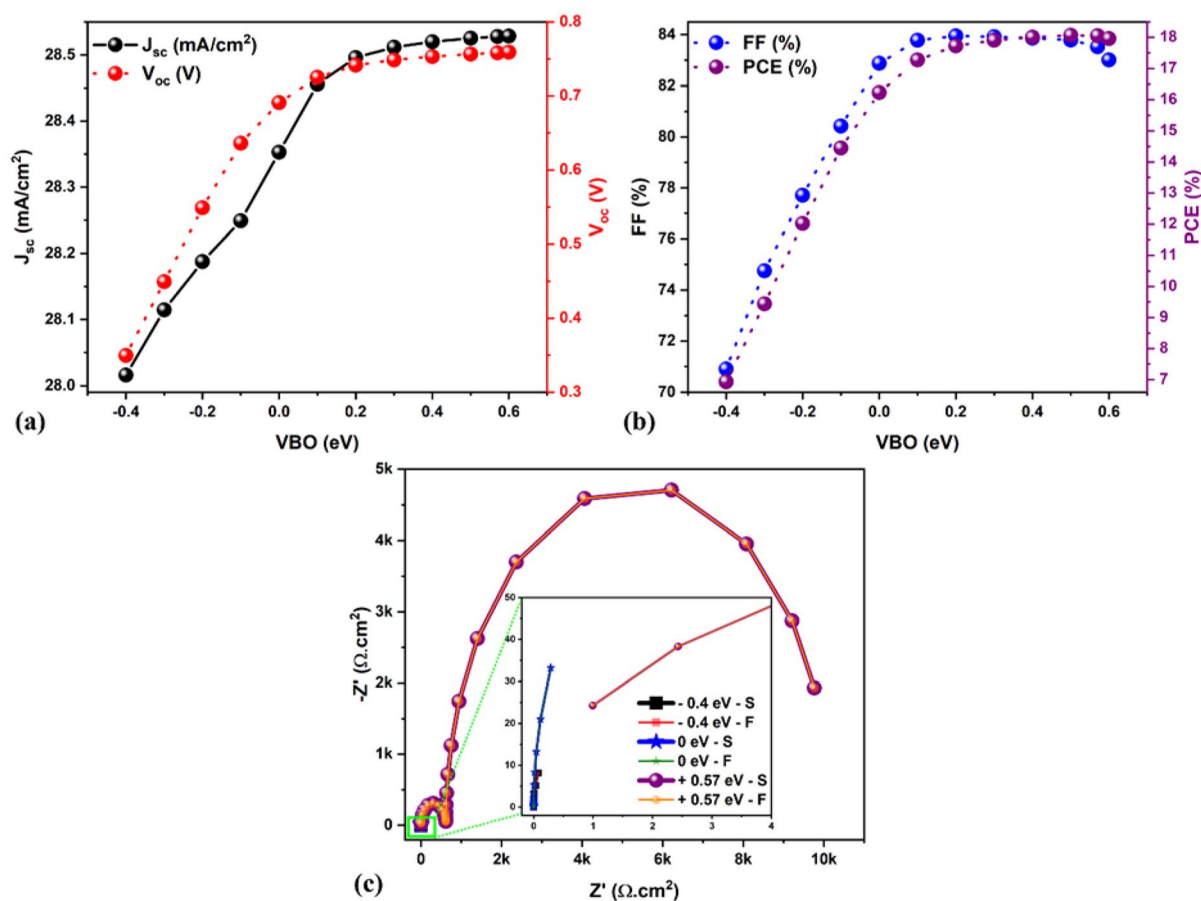 J_sc (mA/cm²)
V_oc (V)
28.5
28.4
28.3
28.2
28.1
28.0
J_sc (mA/cm²)
0.8
0.7
0.6
0.5
0.4
0.3
V_oc (V)
-0.4 -0.2 0.0 0.2 0.4 0.6
(a)
VBO (eV)
FF (%)
PCE (%)
84
82
80
78
76
74
72
70
FF (%)
18
17
16
15
14
13
12
11
10
9
8
7
PCE (%)
-0.4 -0.2 0.0 0.2 0.4 0.6
(b)
VBO (eV)
5k
4k
3k
2k
1k
0
-Z' (Ω.cm²)
50
40
30
20
10
0
0 1 2 3 4
- 0.4 eV - S
- 0.4 eV - F
0 eV - S
0 eV - F
+ 0.57 eV - S
+ 0.57 eV - F
0 2k 4k 6k 8k 10k
(c)
Z' (Ω.cm²)